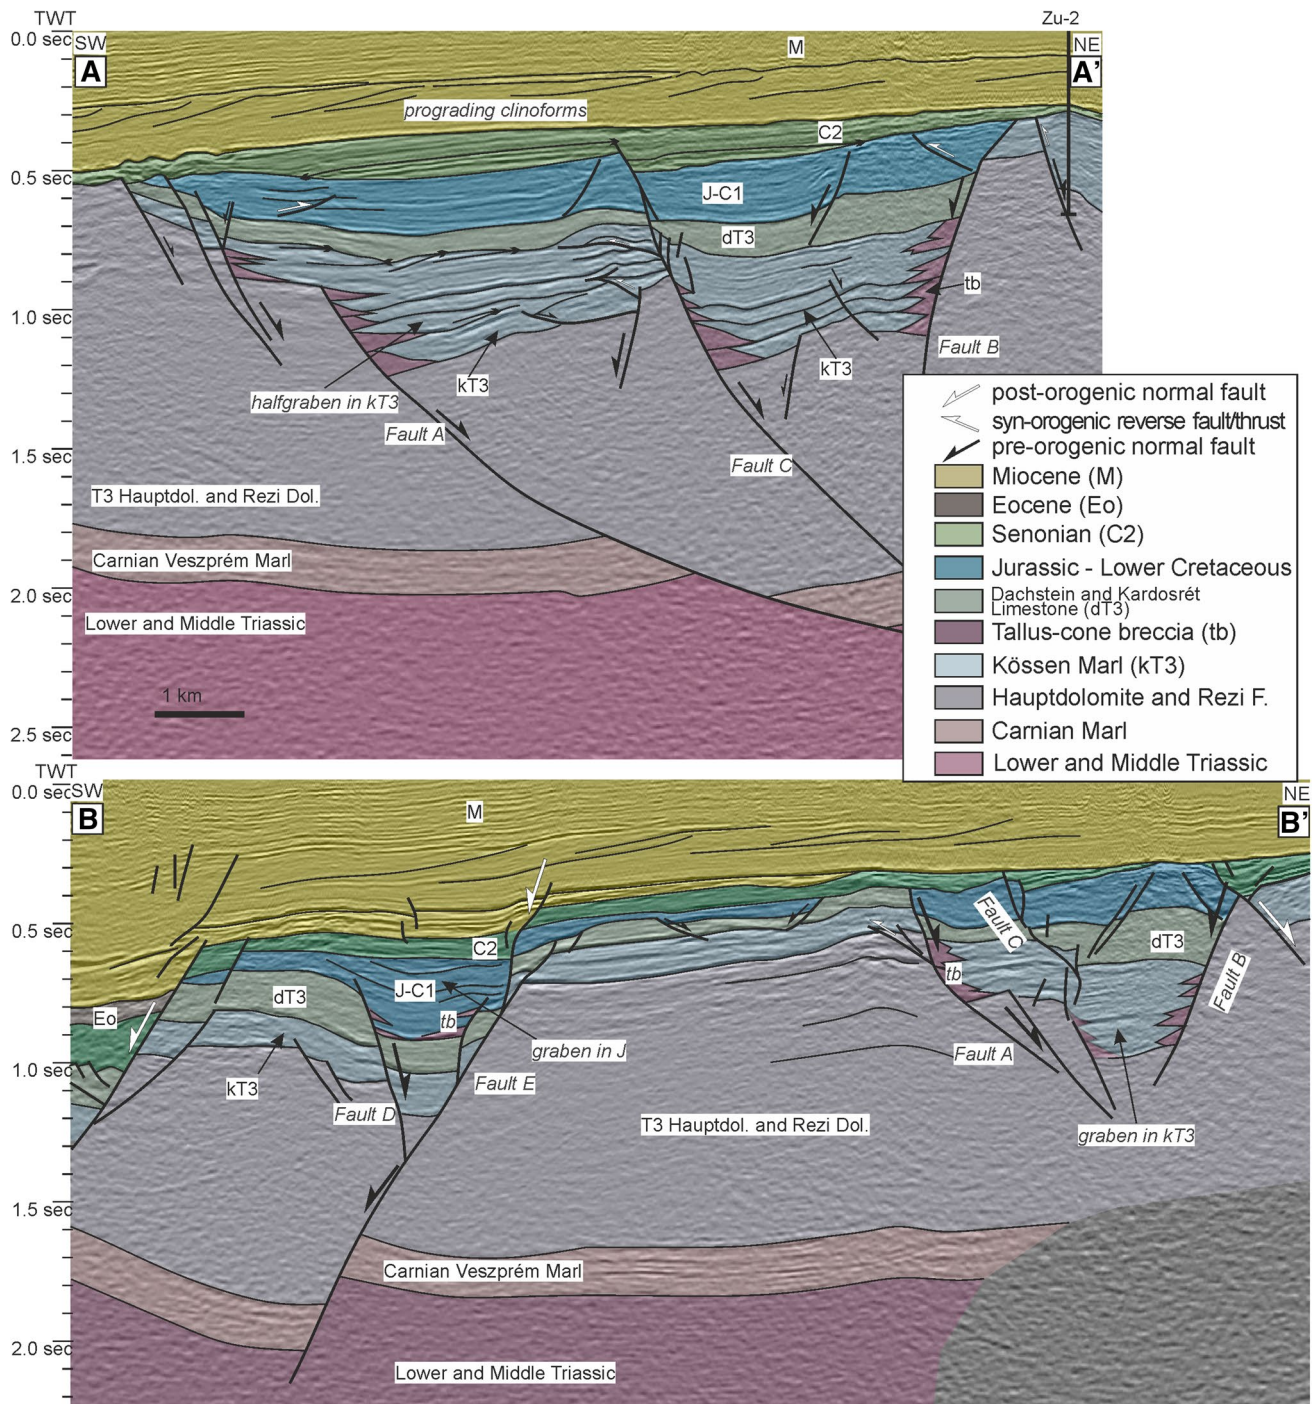 TWT
Zu-2
0.0 sec
SW
M
NE
A
A'
prograding clinoforms
C2
0.5 sec
J-C1
dT3
tb
1.0 sec
Fault B
kT3
kT3
halfgraben in kT3
Fault A
1.5 sec
Fault C
T3 Hauptdol. and Rezi Dol.
Carnian Veszprém Marl
2.0 sec
Lower and Middle Triassic
1 km
2.5 sec
post-orogenic normal fault
syn-orogenic reverse fault/thrust
pre-orogenic normal fault
Miocene (M)
Eocene (Eo)
Senonian (C2)
Jurassic - Lower Cretaceous
Dachstein and Kardosrét
Limestone (dT3)
Tallus-cone breccia (tb)
Kössen Marl (kT3)
Hauptdolomite and Rezi F.
Carnian Marl
Lower and Middle Triassic
TWT
0.0 sec
SW
NE
M
B
B'
0.5 sec
C2
Fault C
dT3
J-C1
dT3
tb
Fault B
Eo
tb
graben in J
Fault A
1.0 sec
kT3
Fault E
Fault D
T3 Hauptdol. and Rezi Dol.
graben in kT3
1.5 sec
Carnian Veszprém Marl
2.0 sec
Lower and Middle Triassic